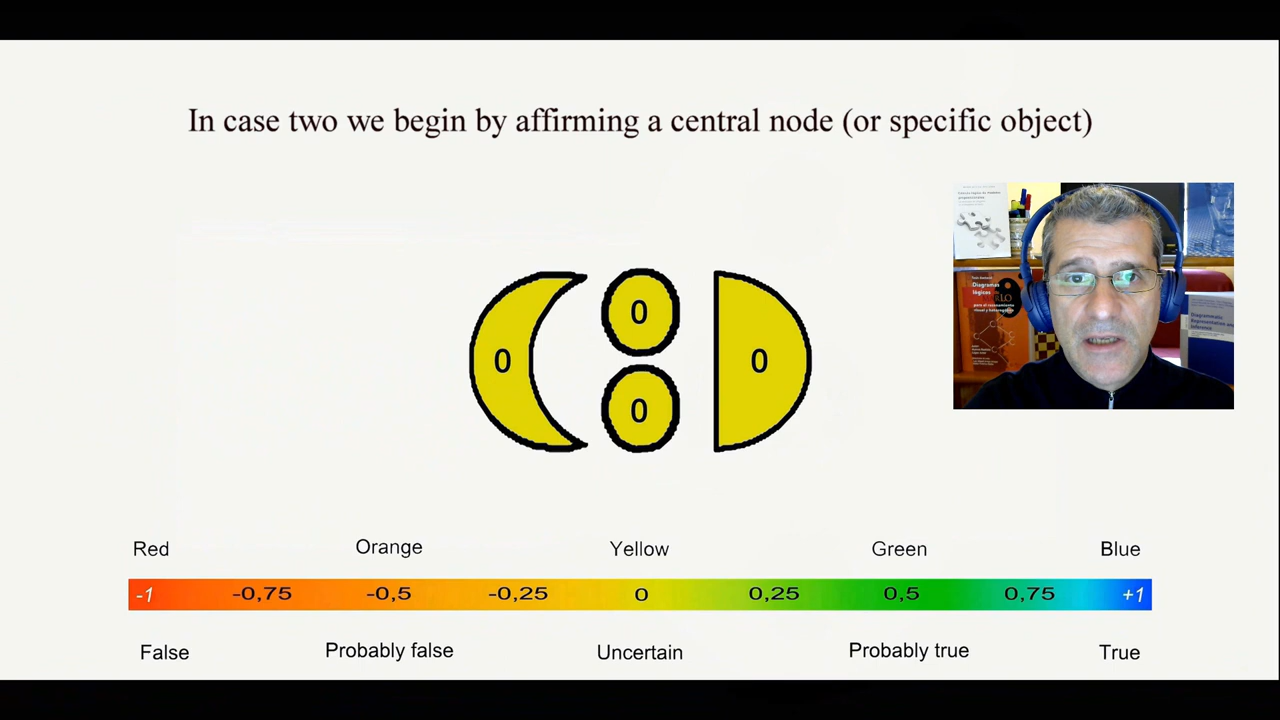 In case two we begin by affirming a central node (or specific object)
Diagramas
lógicos
0
0
0
0
Red
Orange
Yellow
Green
Blue
-1
-0,75
-0,5
-0,25
0
0,25
0,5
0,75
+1
False
Probably false
Uncertain
Probably true
True